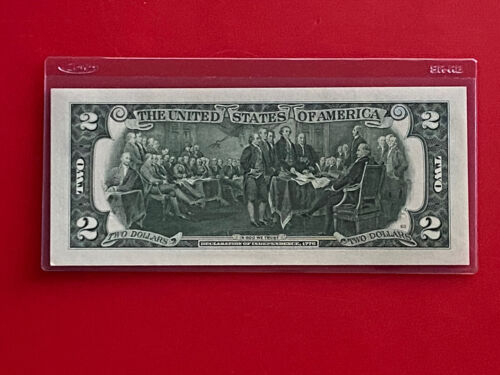 THE UNITED STATES OF AMERICA
2 2
TWO TWO
2 2
TWO DOLLARS TWO DOLLARS
IN GOD WE TRUST
DECLARATION OF INDEPENDENCE, 1776